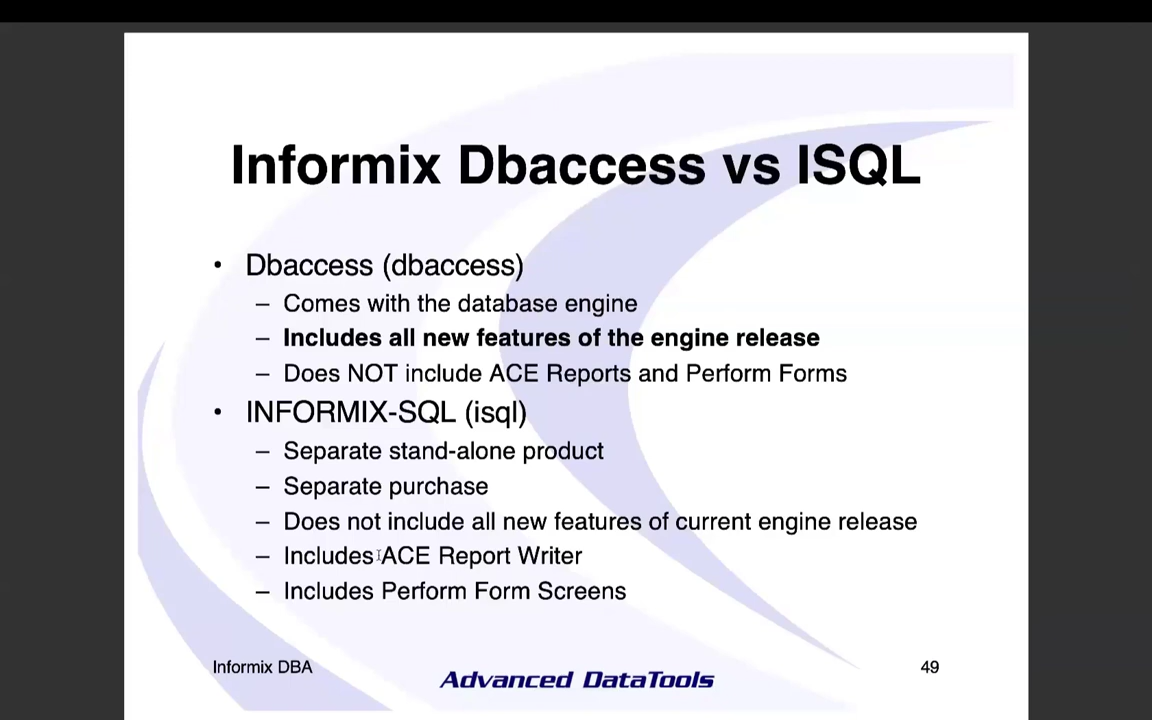 Informix Dbaccess vs ISQL
• Dbaccess (dbaccess)
– Comes with the database engine
– Includes all new features of the engine release
– Does NOT include ACE Reports and Perform Forms
• INFORMIX-SQL (isql)
– Separate stand-alone product
– Separate purchase
– Does not include all new features of current engine release
– Includes ACE Report Writer
– Includes Perform Form Screens
Informix DBA
Advanced DataTools
49